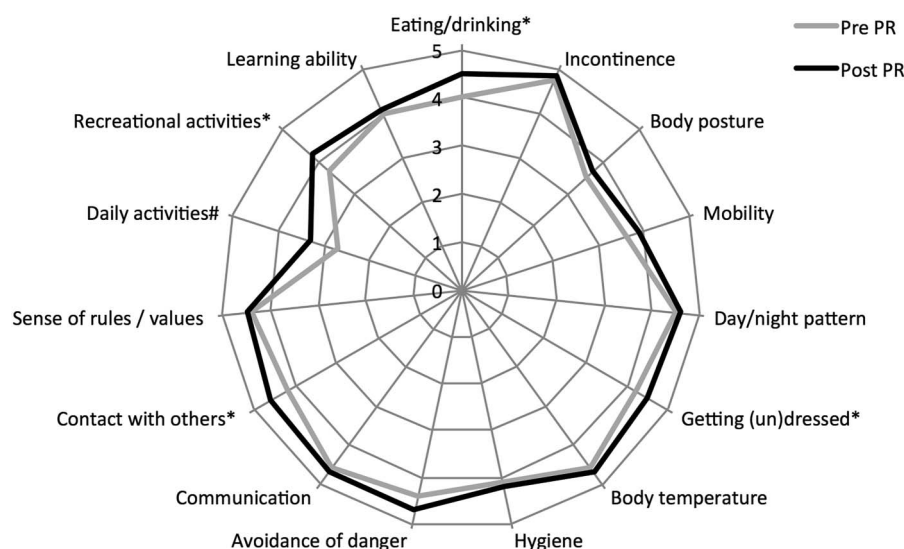 Eating/drinking*
Pre PR
Post PR
Learning ability
Incontinence
Recreational activities*
Body posture
Daily activities#
Mobility
Sense of rules / values
Day/night pattern
Contact with others*
Getting (un)dressed*
Communication
Body temperature
Avoidance of danger
Hygiene
5
4
3
2
1
0